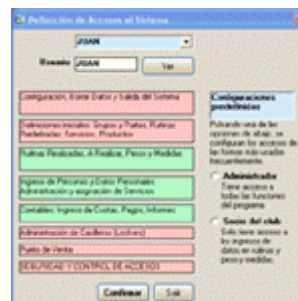 Definición de Accesos al Sistema
JUAN
Usuario JUAN
Ver
Configuración, Borrar Datos y Salida del Sistema
Definiciones iniciales: Grupos y Partes, Rutinas
Predefinidas, Servicios, Productos
Rutinas Realizadas, A Realizar, Pesos y Medidas
Ingreso de Personas y Datos Personales,
Administración y asignación de Servicios
Contables: Ingreso de Cuotas, Pagos, Informes
Administración de Casilleros (Lockers)
Punto de Venta
SEGURIDAD Y CONTROL DE ACCESOS
Configuraciones
predefinidas
Pulsando una de las
opciones de abajo, se
configuran los accesos de
las formas más usadas
frecuentemente.
Administrador
Tiene acceso a
todas las funciones
del programa
Socio del club
Solo tiene acceso a
los ingresos de
datos en rutinas y
peso y medidas.
Confirmar
Salir